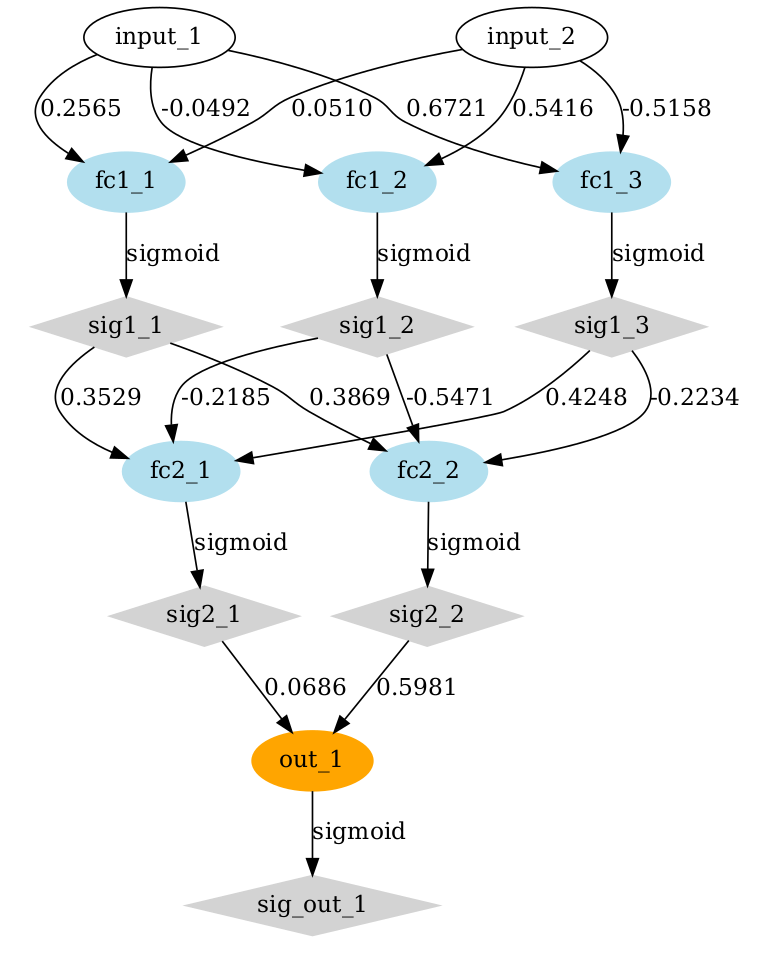 input_1 input_2
0.2565 -0.0492 0.0510 0.6721 0.5416 -0.5158
fc1_1 fc1_2 fc1_3
sigmoid sigmoid sigmoid
sig1_1 sig1_2 sig1_3
0.3529 -0.2185 0.3869 -0.5471 0.4248 -0.2234
fc2_1 fc2_2
sigmoid sigmoid
sig2_1 sig2_2
0.0686 0.5981
out_1
sigmoid
sig_out_1